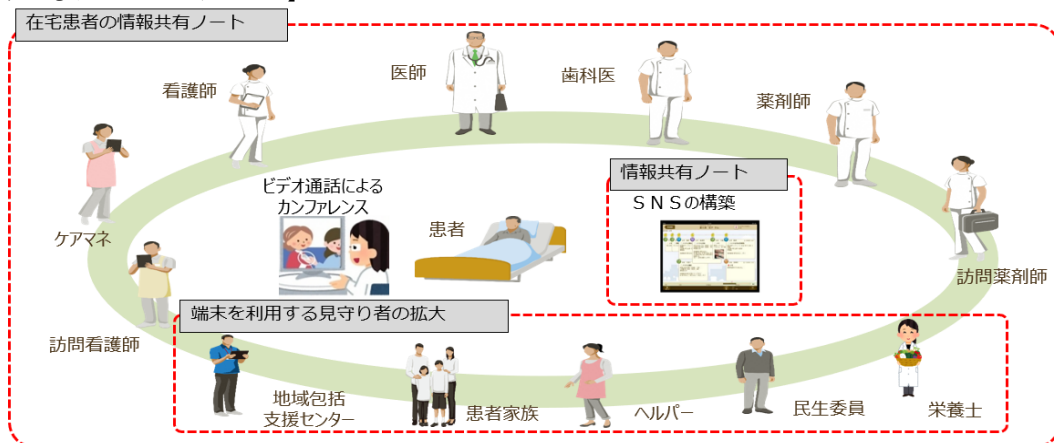 在宅患者の情報共有ノート
医師
歯科医
看護師
薬剤師
情報共有ノート
ビデオ通話による
カンファレンス
患者
ＳＮＳの構築
ケアマネ
訪問薬剤師
端末を利用する見守り者の拡大
訪問看護師
地域包括
支援センター
患者家族
ヘルパー
民生委員
栄養士